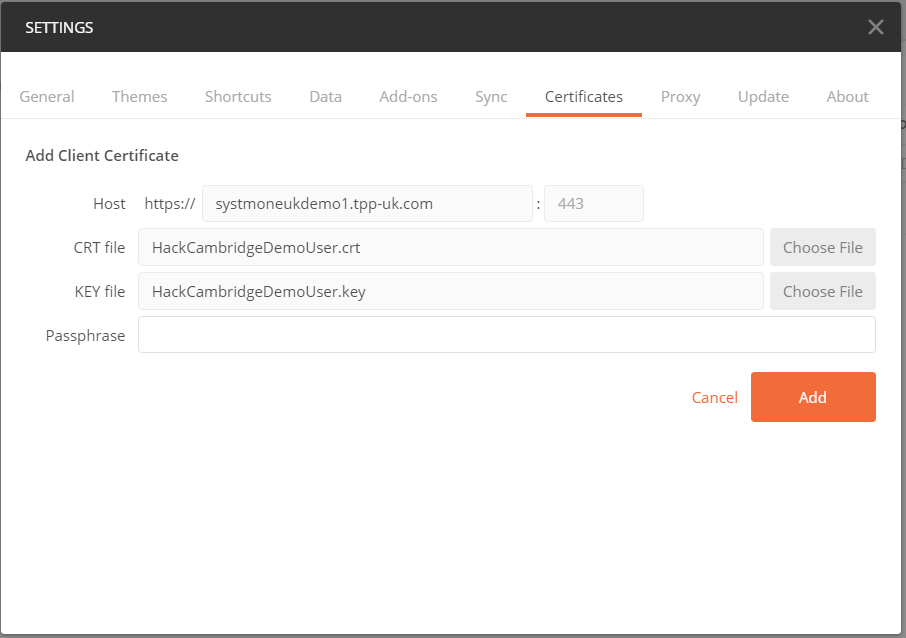 SETTINGS
General Themes Shortcuts Data Add-ons Sync Certificates Proxy Update About
Add Client Certificate
Host https:// systmoneukdemo1.tpp-uk.com : 443
CRT file HackCambridgeDemoUser.crt Choose File
KEY file HackCambridgeDemoUser.key Choose File
Passphrase
Cancel Add